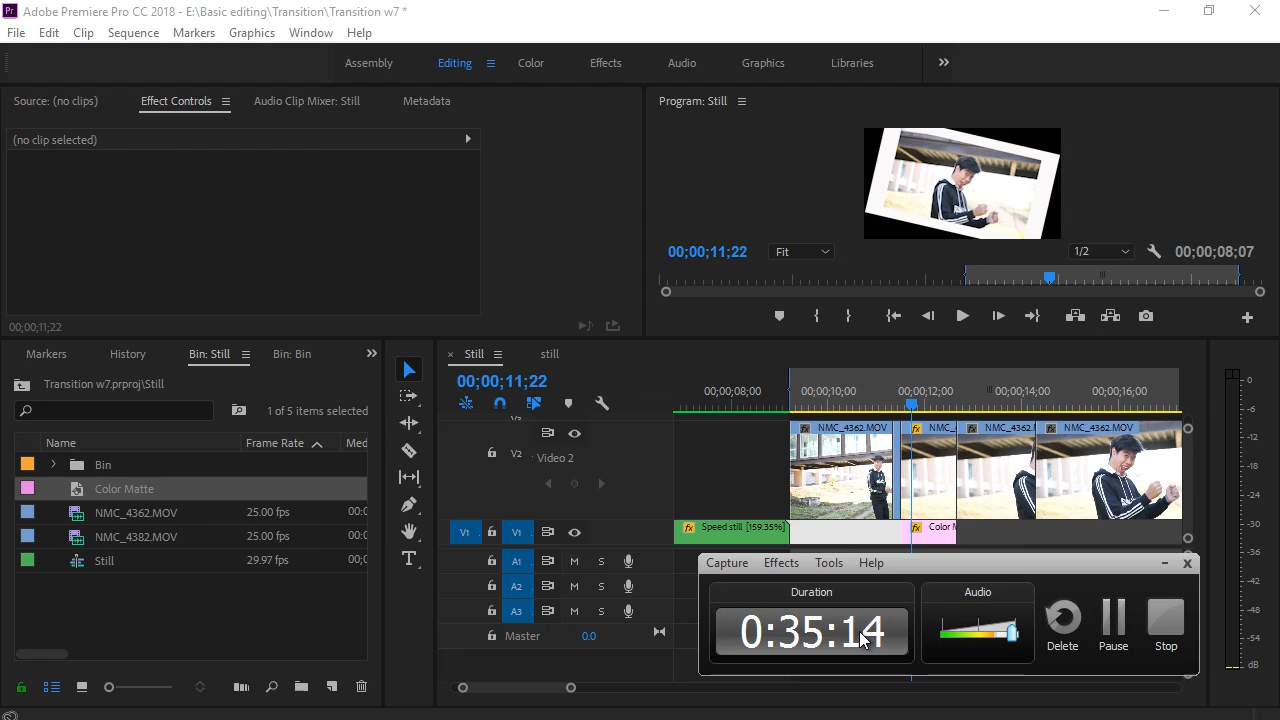 Adobe Premiere Pro CC 2018 - E:\Basic editing\Transition\Transition w7 *
File Edit Clip Sequence Markers Graphics Window Help
Assembly Editing Color Effects Audio Graphics Libraries
Source: (no clips) Effect Controls Audio Clip Mixer: Still Metadata
Program: Still
(no clip selected)
00;00;11;22 Fit 1/2 00;00;08;07
00;00;11;22
Markers History Bin: Still Bin: Bin
× Still still
Transition w7.prproj\Still
00;00;11;22
00;00;08;00 00;00;10;00 00;00;12;00 00;00;14;00 00;00;16;00
1 of 5 items selected
Name Frame Rate Med
Bin
Color Matte
NMC_4362.MOV 25.00 fps 00:0
NMC_4382.MOV 25.00 fps 00:0
Still 29.97 fps 00;0
V2 Video 2
fx NMC_4362.MOV fx NMC_ fx NMC_4362.M fx NMC_4362.MOV
V1 V1 fx Speed still [159.35%] fx Color M
A1 M S
A2 M S
A3 M S
Master 0.0
Capture Effects Tools Help
Duration Audio
0:35:14
Delete Pause Stop
0
-6
-12
-18
-24
-30
-36
-42
-48
-54
dB